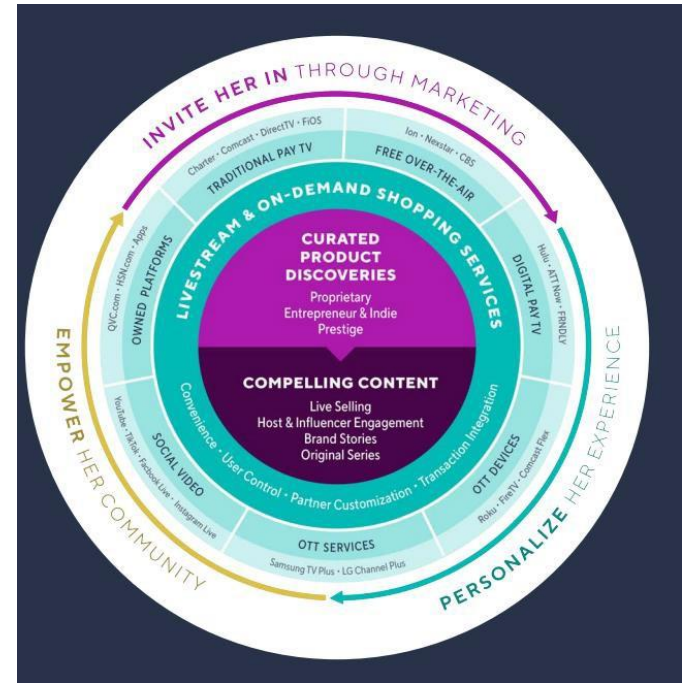 INVITE HER IN THROUGH MARKETING
PERSONALIZE HER EXPERIENCE
EMPOWER HER COMMUNITY
Charter • Comcast • DirectTV • FiOS
TRADITIONAL PAY TV
Ion • Nexstar • CBS
FREE OVER-THE-AIR
Hulu • ATT Now • FRNDLY
DIGITAL PAY TV
OTT DEVICES
Roku • FireTV • Comcast Flex
OTT SERVICES
Samsung TV Plus • LG Channel Plus
SOCIAL VIDEO
YouTube • TikTok • Facbook Live • Instagram Live
QVC.com • HSN.com • Apps
OWNED PLATFORMS
LIVESTREAM & ON-DEMAND SHOPPING SERVICES
CURATED
PRODUCT
DISCOVERIES
Proprietary
Entrepreneur & Indie
Prestige
COMPELLING CONTENT
Live Selling
Host & Influencer Engagement
Brand Stories
Original Series
Convenience • User Control • Partner Customization • Transaction Integration